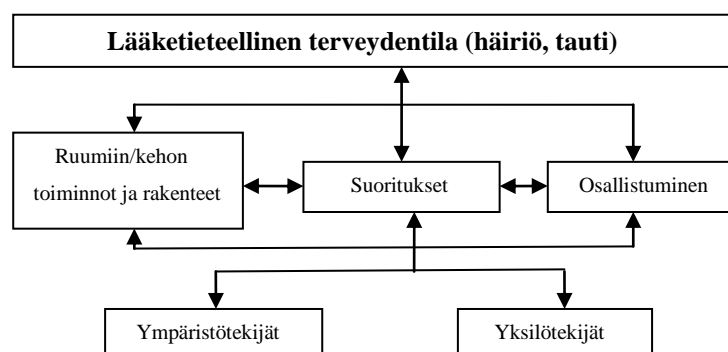 Lääketieteellinen terveydentila (häiriö, tauti)
Ruumiin/kehon
toiminnot ja rakenteet
Suoritukset
Osallistuminen
Ympäristötekijät
Yksilötekijät